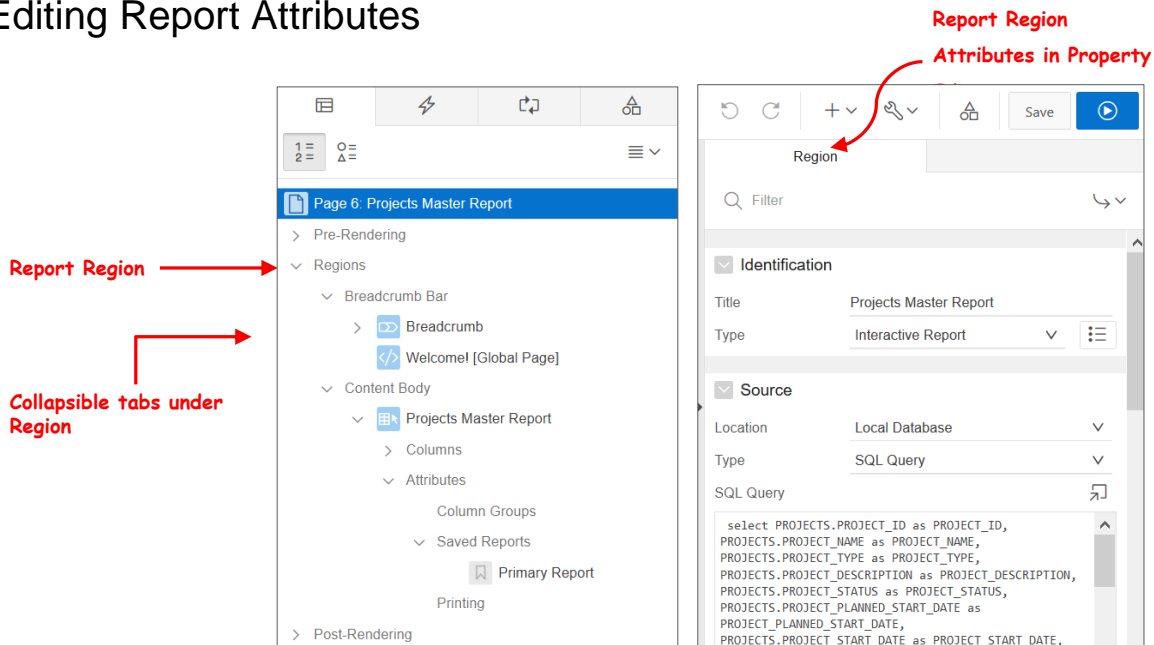 Editing Report Attributes
Report Region
Attributes in Property
Report Region
Collapsible tabs under
Region
1
2
Page 6: Projects Master Report
Pre-Rendering
Regions
Breadcrumb Bar
Breadcrumb
Welcome! [Global Page]
Content Body
Projects Master Report
Columns
Attributes
Column Groups
Saved Reports
Primary Report
Printing
Post-Rendering
Save
Region
Filter
Identification
Title Projects Master Report
Type Interactive Report
Source
Location Local Database
Type SQL Query
SQL Query
select PROJECTS.PROJECT_ID as PROJECT_ID,
PROJECTS.PROJECT_NAME as PROJECT_NAME,
PROJECTS.PROJECT_TYPE as PROJECT_TYPE,
PROJECTS.PROJECT_DESCRIPTION as PROJECT_DESCRIPTION,
PROJECTS.PROJECT_STATUS as PROJECT_STATUS,
PROJECTS.PROJECT_PLANNED_START_DATE as
PROJECT_PLANNED_START_DATE,
PROJECTS.PROJECT_START_DATE as PROJECT_START_DATE,